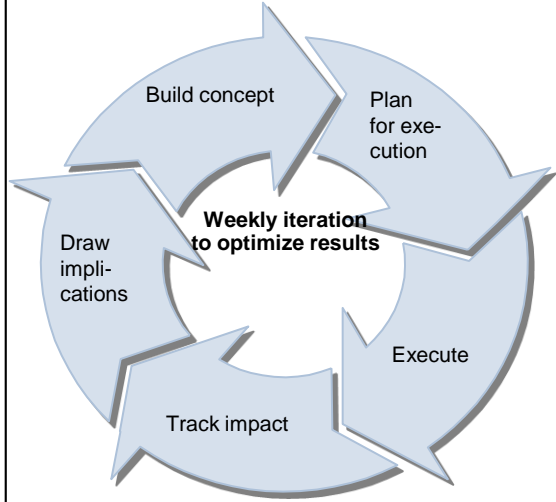 Build concept
Plan
for exe-
cution
Weekly iteration
to optimize results
Draw
impli-
cations
Execute
Track impact